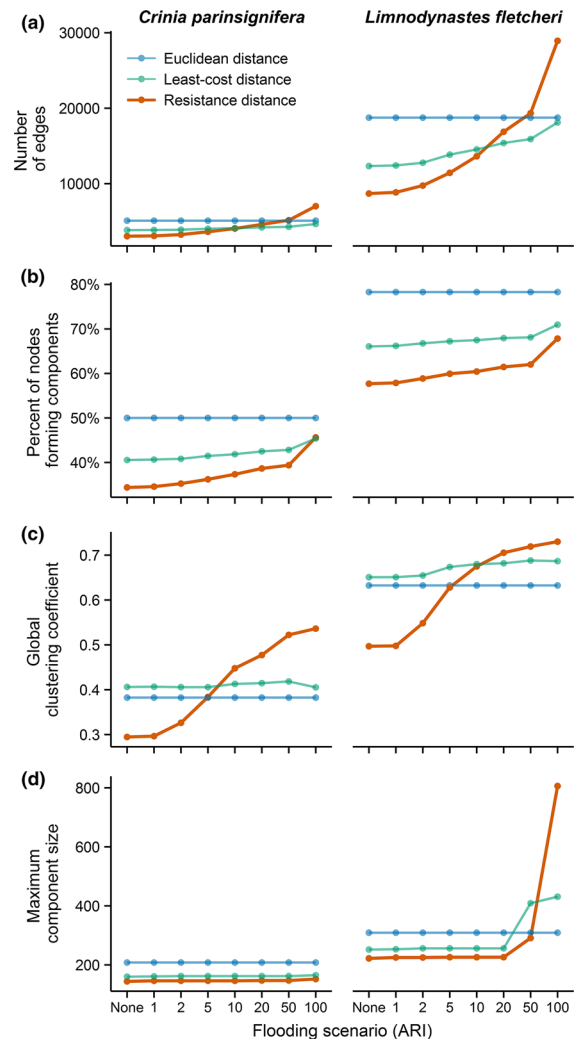 Crinia parinsignifera
Limnodynastes fletcheri
(a)
30000
20000
10000
Number
of edges
Euclidean distance
Least-cost distance
Resistance distance
(b)
80%
70%
60%
50%
40%
Percent of nodes
forming components
(c)
0.7
0.6
0.5
0.4
0.3
Global
clustering coefficient
(d)
800
600
400
200
Maximum
component size
None 1 2 5 10 20 50 100
None 1 2 5 10 20 50 100
Flooding scenario (ARI)